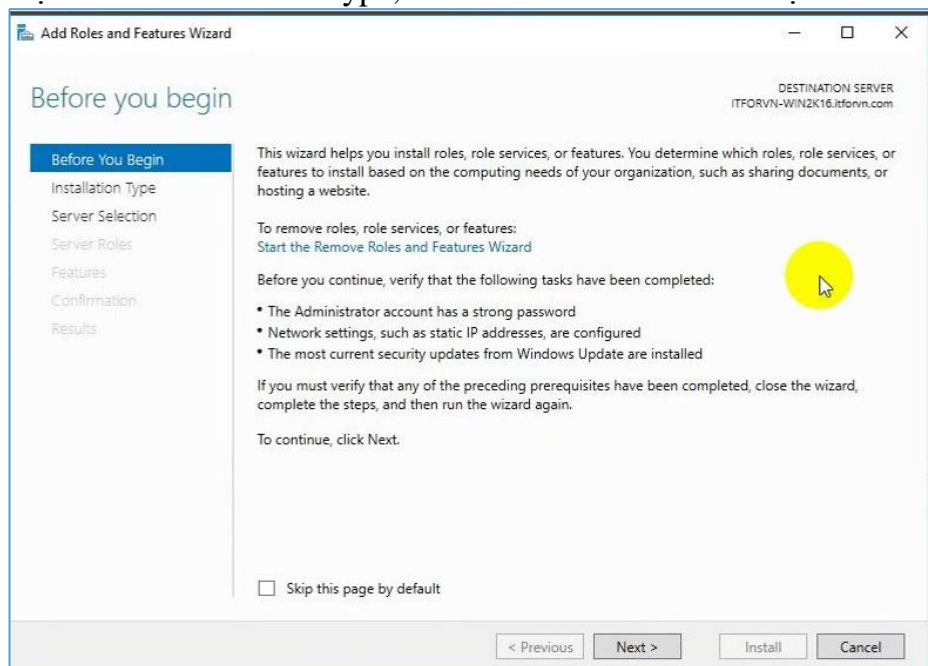 Add Roles and Features Wizard
Before you begin
DESTINATION SERVER
ITFORVN-WIN2K16.itforvn.com
Before You Begin
Installation Type
Server Selection
Server Roles
Features
Confirmation
Results
This wizard helps you install roles, role services, or features. You determine which roles, role services, or
features to install based on the computing needs of your organization, such as sharing documents, or
hosting a website.
To remove roles, role services, or features:
Start the Remove Roles and Features Wizard
Before you continue, verify that the following tasks have been completed:
• The Administrator account has a strong password
• Network settings, such as static IP addresses, are configured
• The most current security updates from Windows Update are installed
If you must verify that any of the preceding prerequisites have been completed, close the wizard,
complete the steps, and then run the wizard again.
To continue, click Next.
Skip this page by default
< Previous
Next >
Install
Cancel